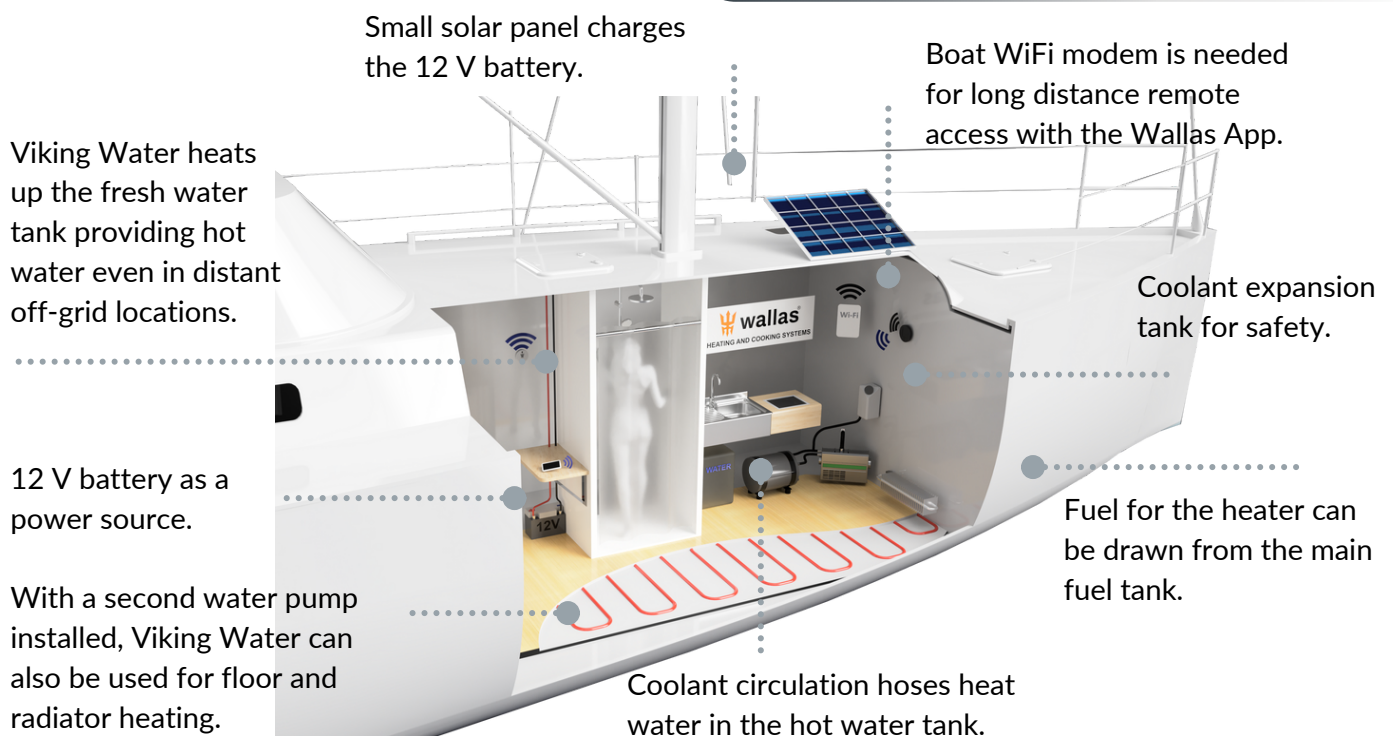 Small solar panel charges
the 12 V battery.
Boat WiFi modem is needed
for long distance remote
access with the Wallas App.
Viking Water heats
up the fresh water
tank providing hot
water even in distant
off-grid locations.
Coolant expansion
tank for safety.
wallas
HEATING AND COOKING SYSTEMS
Wi-Fi
WATER
12V
12 V battery as a
power source.
Fuel for the heater can
be drawn from the main
fuel tank.
With a second water pump
installed, Viking Water can
also be used for floor and
radiator heating.
Coolant circulation hoses heat
water in the hot water tank.